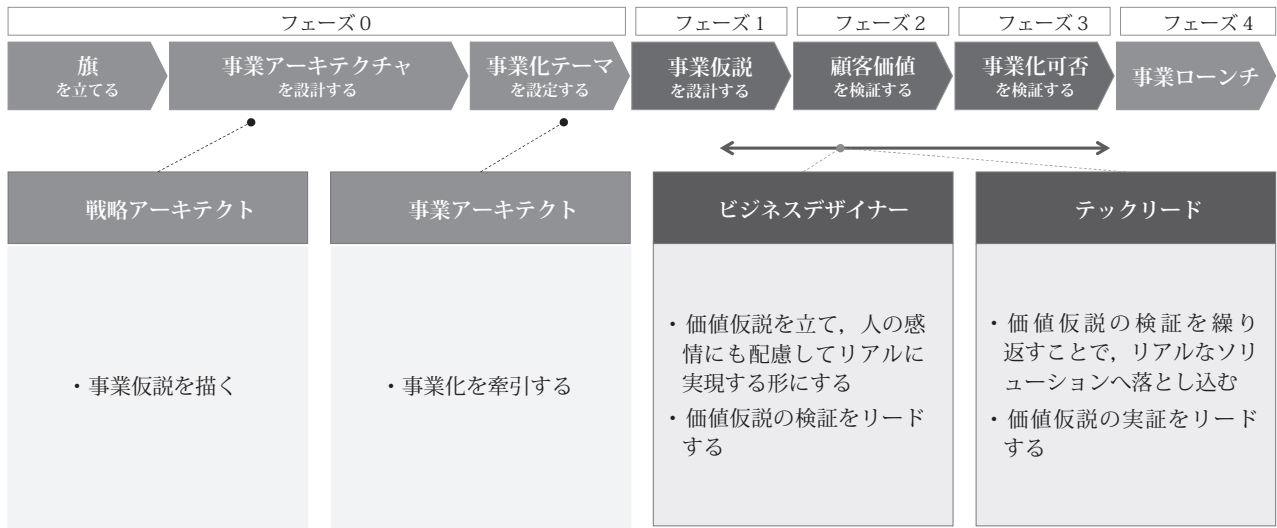 フェーズ0
フェーズ1
フェーズ2
フェーズ3
フェーズ4
旗
を立てる
事業アーキテクチャ
を設計する
事業化テーマ
を設定する
事業仮説
を設計する
顧客価値
を検証する
事業化可否
を検証する
事業ローンチ
戦略アーキテクト
事業アーキテクト
ビジネスデザイナー
テックリード
・事業仮説を描く
・事業化を牽引する
・価値仮説を立て，人の感
情にも配慮してリアルに
実現する形にする
・価値仮説の検証をリード
する
・価値仮説の検証を繰り
返すことで，リアルなソリ
ューションへ落とし込む
・価値仮説の実証をリード
する